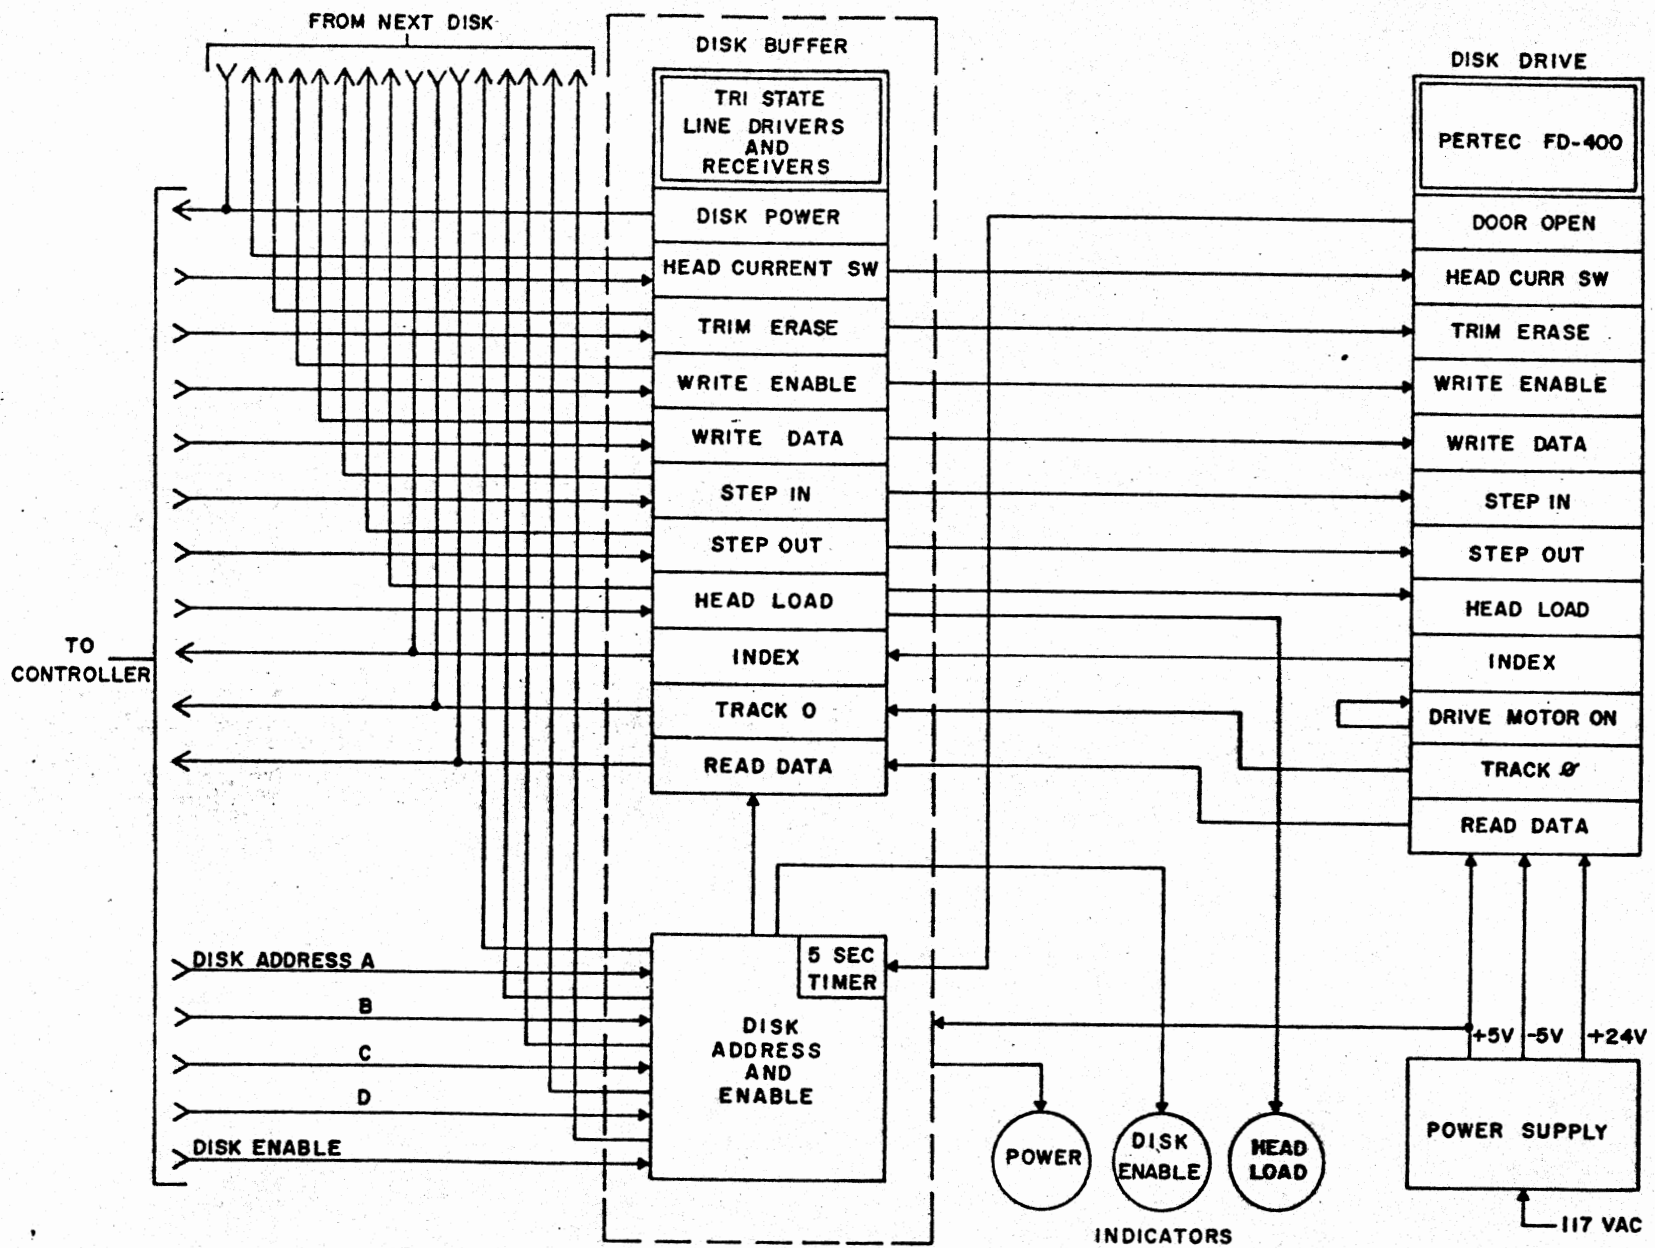 FROM NEXT DISK
DISK BUFFER
TRI STATE
LINE DRIVERS
AND
RECEIVERS
DISK POWER
HEAD CURRENT SW
TRIM ERASE
WRITE ENABLE
WRITE DATA
STEP IN
STEP OUT
HEAD LOAD
INDEX
TRACK 0
READ DATA
DISK DRIVE
PERTEC FD-400
DOOR OPEN
HEAD CURR SW
TRIM ERASE
WRITE ENABLE
WRITE DATA
STEP IN
STEP OUT
HEAD LOAD
INDEX
DRIVE MOTOR ON
TRACK Ø
READ DATA
TO
CONTROLLER
DISK ADDRESS A
B
C
D
DISK ENABLE
5 SEC
TIMER
DISK
ADDRESS
AND
ENABLE
+5V -5V +24V
POWER SUPPLY
117 VAC
POWER
DISK
ENABLE
HEAD
LOAD
INDICATORS